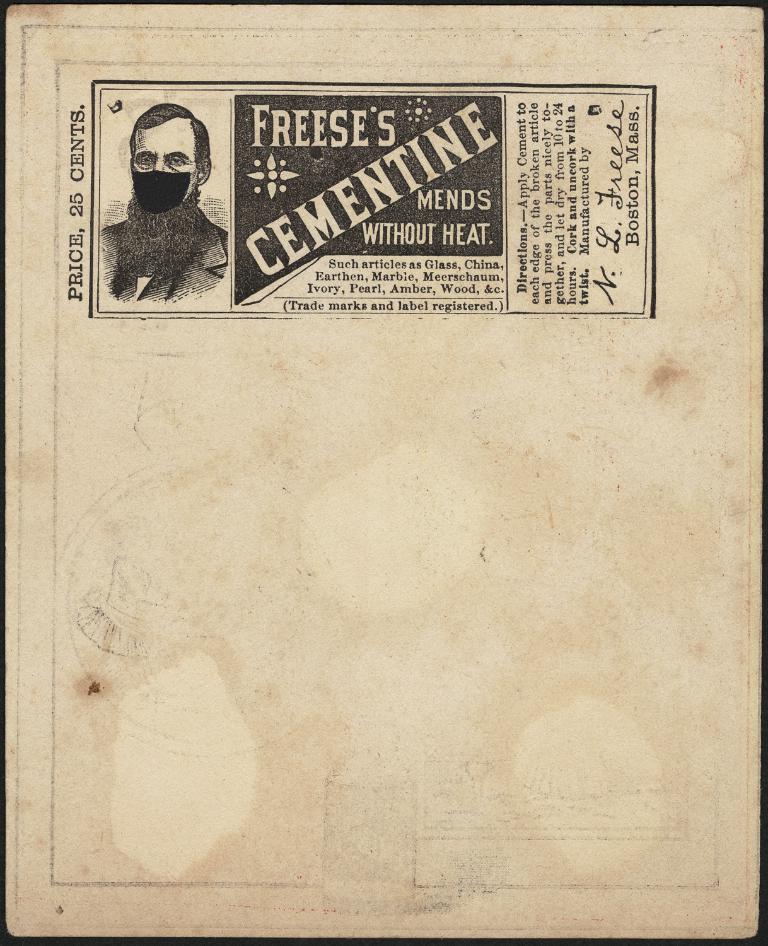 PRICE, 25 CENTS.
FREESE'S
CEMENTINE
MENDS
WITHOUT HEAT.
Such articles as Glass, China,
Earthen, Marble, Meerschaum,
Ivory, Pearl, Amber, Wood, &c.
(Trade marks and label registered.)
Directions.—Apply Cement to
each edge of the broken article
and press the parts nicely to-
gether, and let dry from 10 to 24
hours. Cork and uncork with a
twist. Manufactured by
N. L. Freese
Boston, Mass.